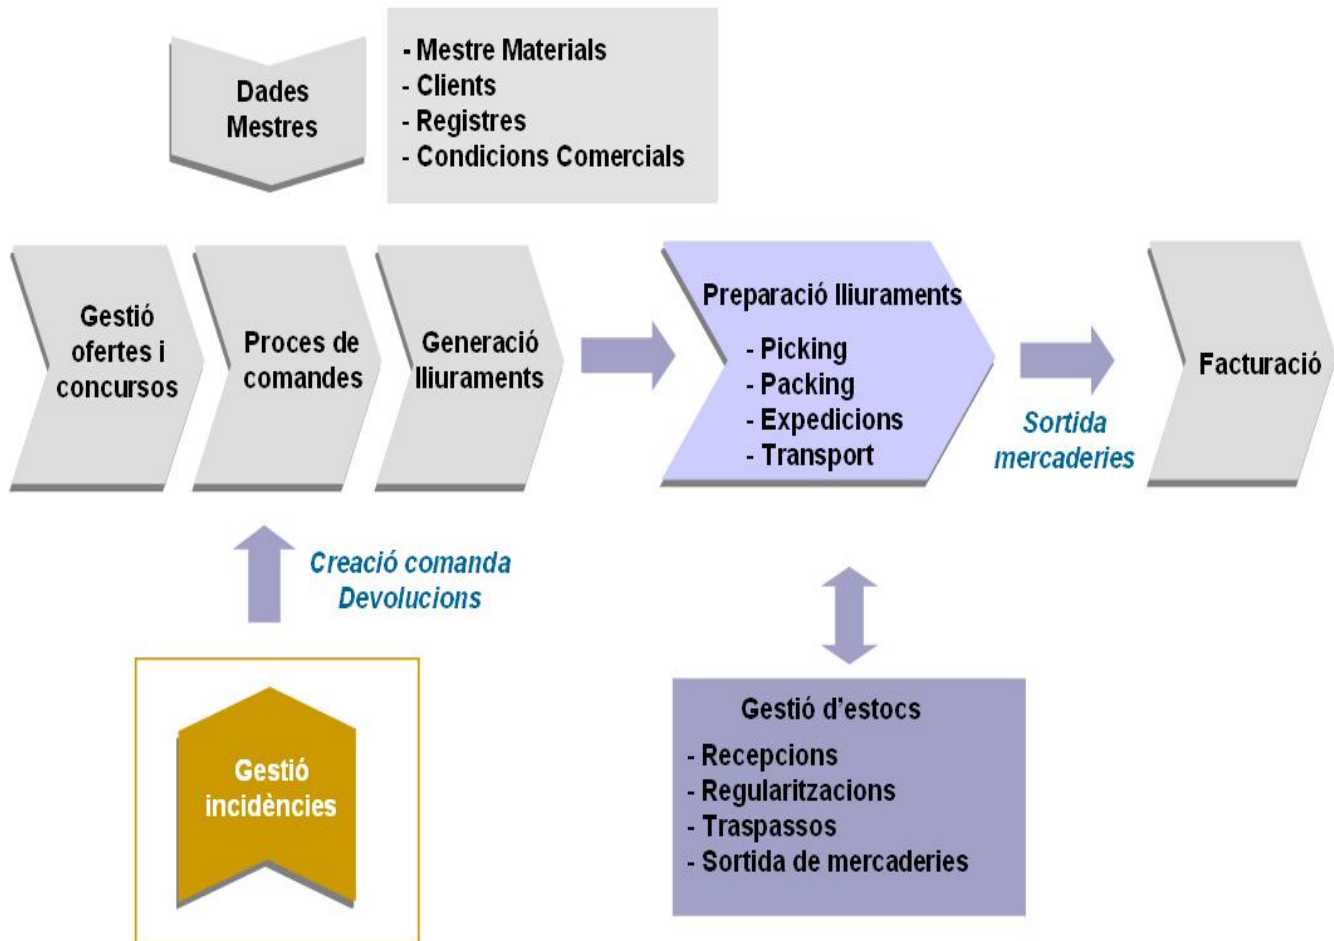 Dades
Mestres
- Mestre Materials
- Clients
- Registres
- Condicions Comercials
Gestió
ofertes i
concursos
Proces de
comandes
Generació
lliuraments
Preparació lliuraments
- Picking
- Packing
- Expedicions
- Transport
Sortida
mercaderies
Facturació
Creació comanda
Devolucions
Gestió
incidències
Gestió d'estocs
- Recepcions
- Regularitzacions
- Traspassos
- Sortida de mercaderies